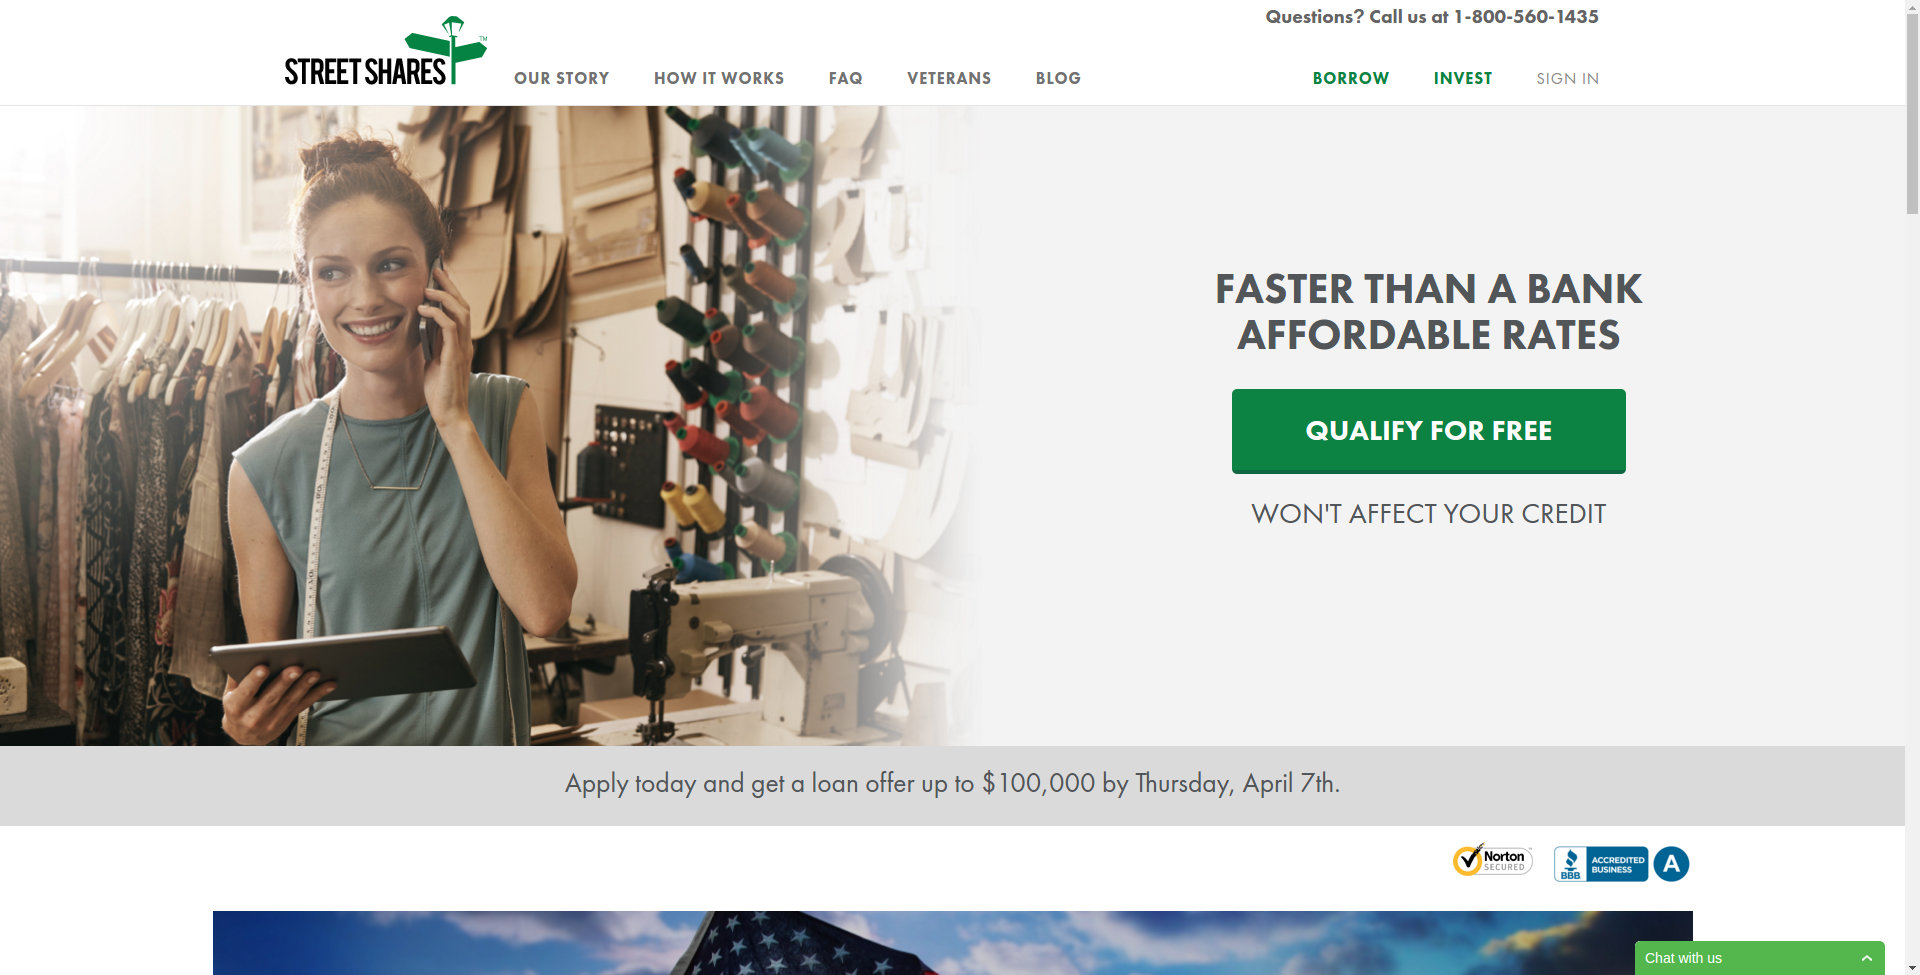 Questions? Call us at 1-800-560-1435
STREET SHARES TM
OUR STORY HOW IT WORKS FAQ VETERANS BLOG BORROW INVEST SIGN IN
FASTER THAN A BANK
AFFORDABLE RATES
QUALIFY FOR FREE
WON'T AFFECT YOUR CREDIT
Apply today and get a loan offer up to $100,000 by Thursday, April 7th.
Norton
SECURED
BBB
ACCREDITED
BUSINESS
A
Chat with us